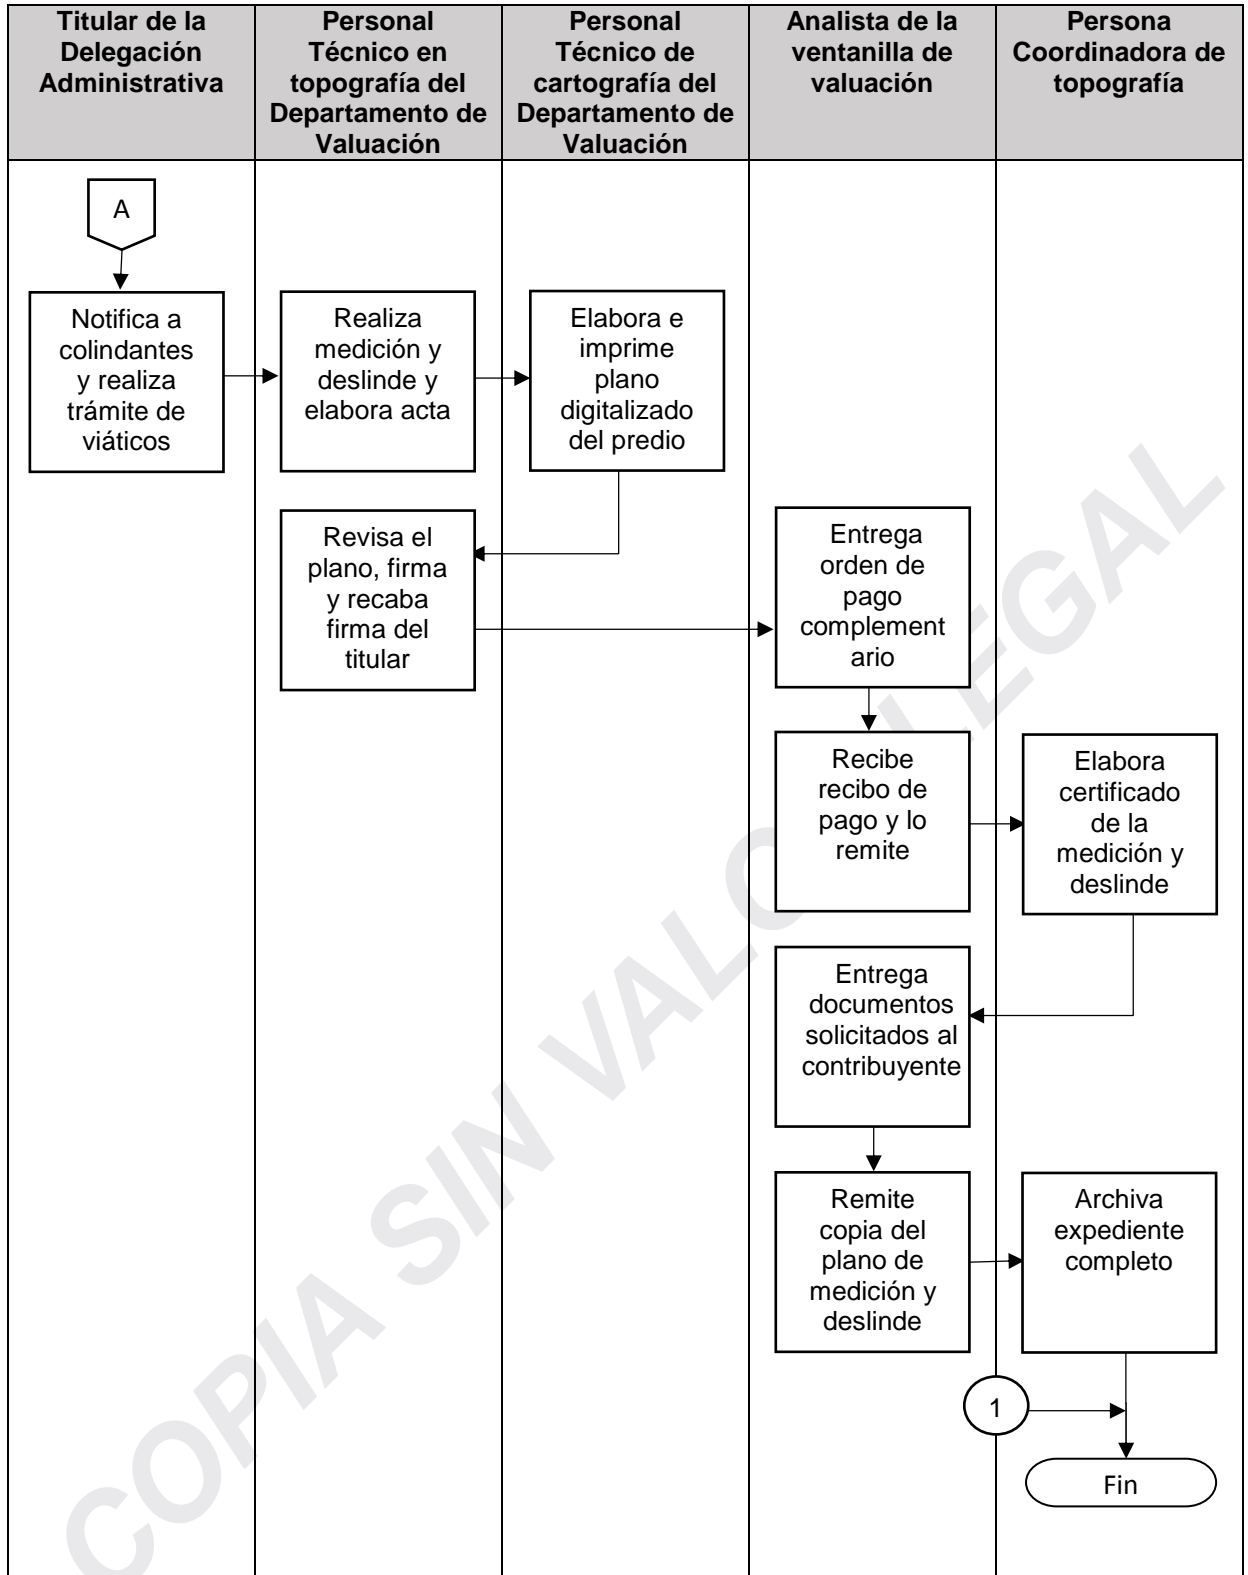 Titular de la
Delegación
Administrativa
Personal
Técnico en
topografía del
Departamento de
Valuación
Personal
Técnico de
cartografía del
Departamento de
Valuación
Analista de la
ventanilla de
valuación
Persona
Coordinadora de
topografía
A
Notifica a
colindantes
y realiza
trámite de
viáticos
Realiza
medición y
deslinde y
elabora acta
Elabora e
imprime
plano
digitalizado
del predio
Revisa el
plano, firma
y recaba
firma del
titular
Entrega
orden de
pago
complement
ario
Recibe
recibo de
pago y lo
remite
Elabora
certificado
de la
medición y
deslinde
Entrega
documentos
solicitados al
contribuyente
Remite
copia del
plano de
medición y
deslinde
Archiva
expediente
completo
1
Fin
COPIA SIN VALOR LEGAL